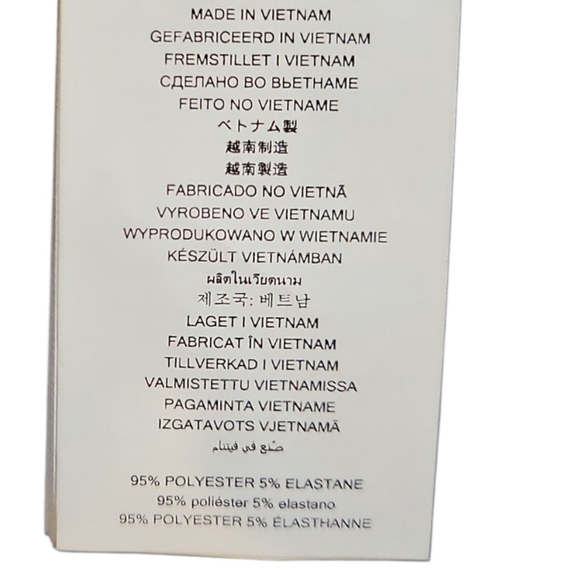 MADE IN VIETNAM
GEFABRICEERD IN VIETNAM
FREMSTILLET I VIETNAM
СДЕЛАНО ВО ВЬЕТНАМЕ
FEITO NO VIETNAME
ベトナム製
越南制造
越南製造
FABRICADO NO VIETNÃ
VYROBENO VE VIETNAMU
WYPRODUKOWANO W WIETNAMIE
KÉSZÜLT VIETNÁMBAN
ผลิตในเวียดนาม
제조국: 베트남
LAGET I VIETNAM
FABRICAT ÎN VIETNAM
TILLVERKAD I VIETNAM
VALMISTETTU VIETNAMISSA
PAGAMINTA VIETNAME
IZGATAVOTS VJETNAMĀ
صُنع في فيتنام
95% POLYESTER 5% ELASTANE
95% poliéster 5% elastano
95% POLYESTER 5% ÉLASTHANNE